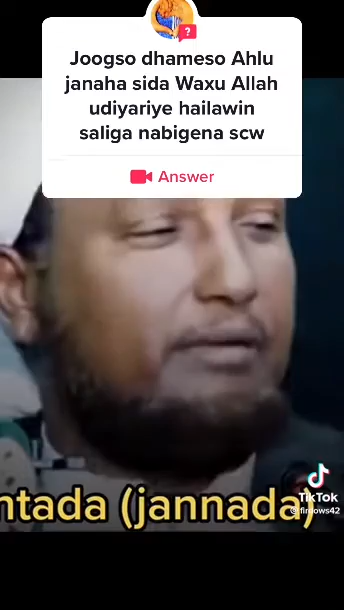 ?
Joogso dhameso Ahlu
janaha sida Waxu Allah
udiyariye hailawin
saliga nabigena scw
Answer
ntada (jannada)
TikTok
@firdows42